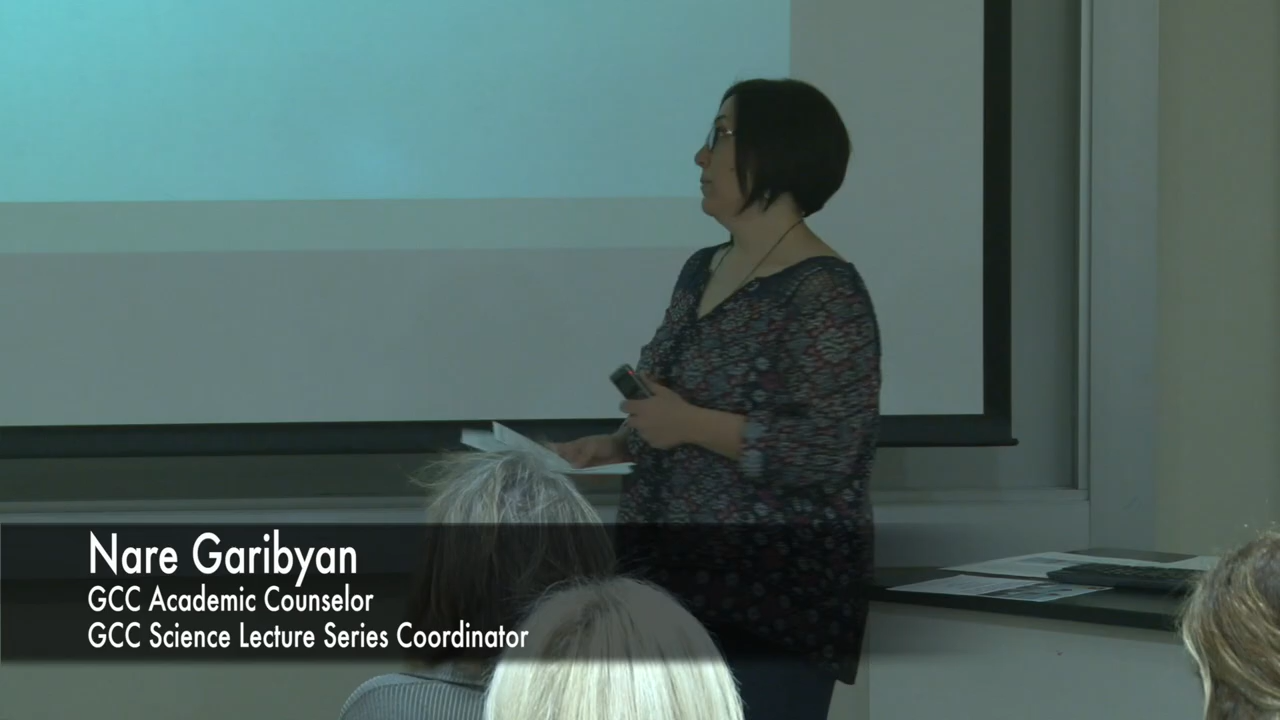 Nare Garibyan
GCC Academic Counselor
GCC Science Lecture Series Coordinator